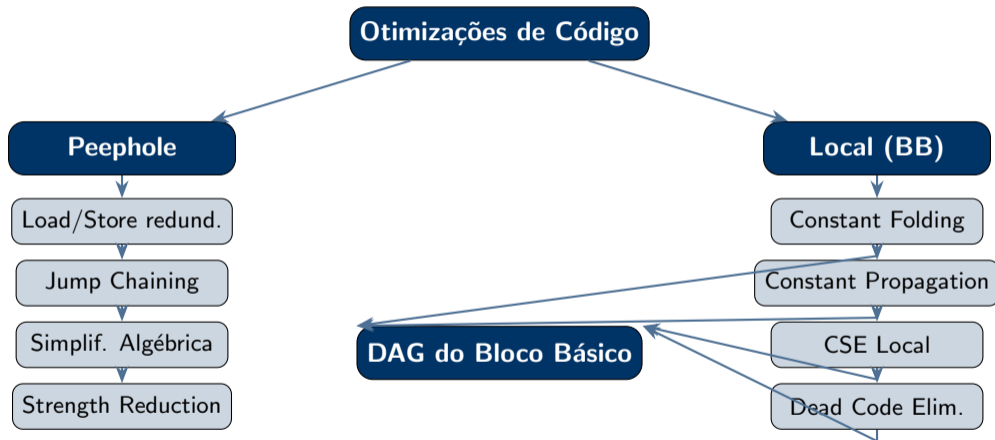 Otimizações de Código
Peephole
Local (BB)
Load/Store redund.
Constant Folding
Jump Chaining
Constant Propagation
Simplif. Algébrica
DAG do Bloco Básico
CSE Local
Strength Reduction
Dead Code Elim.